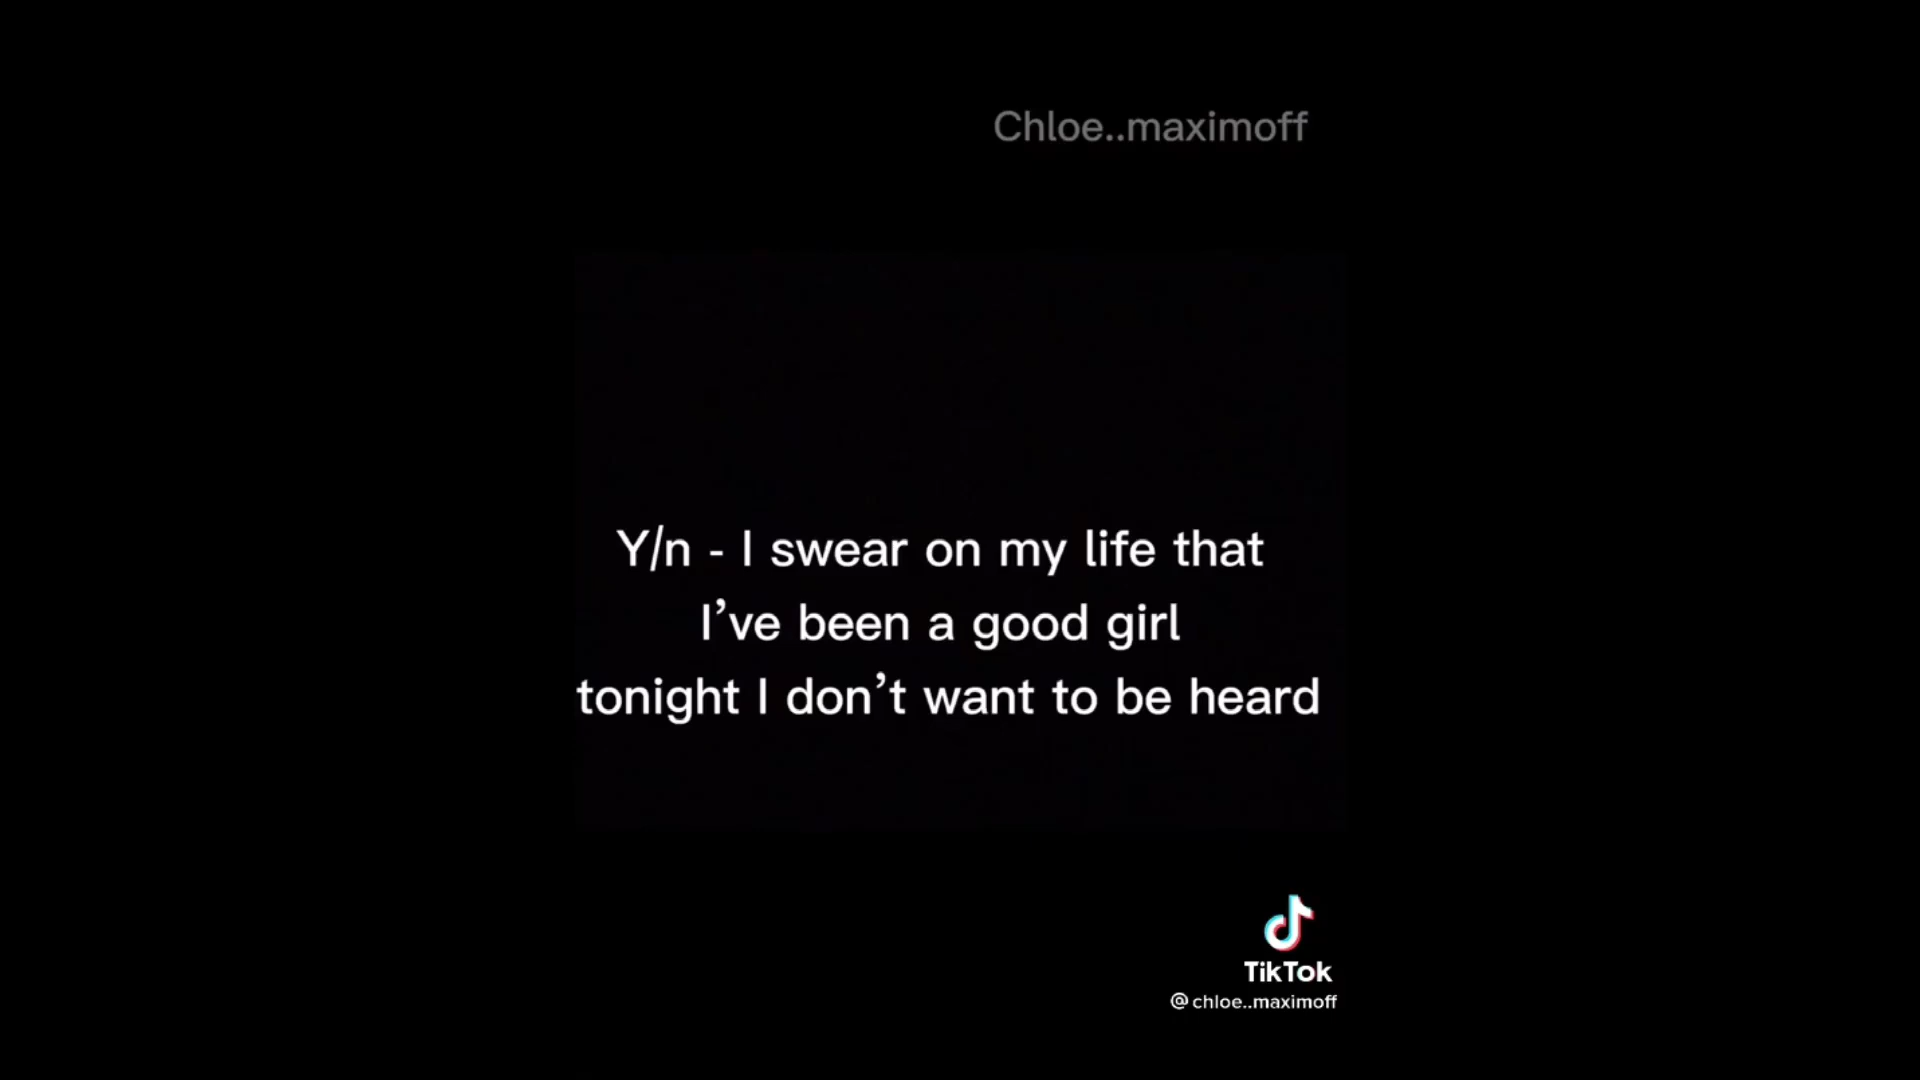 Chloe..maximoff
Y/n - I swear on my life that
I’ve been a good girl
tonight I don’t want to be heard
TikTok
@chloe..maximoff